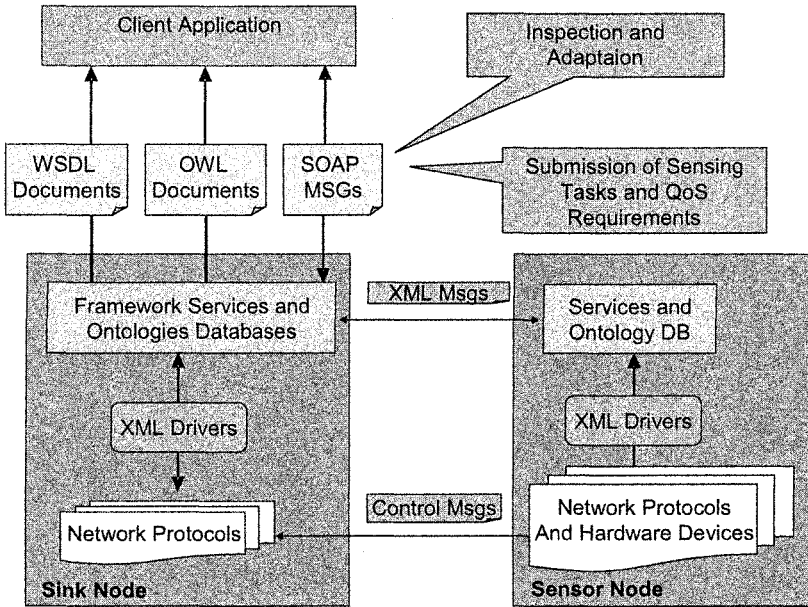 Client Application
Inspection and
Adaptaion
WSDL
Documents
OWL
Documents
SOAP
MSGs
Submission of Sensing
Tasks and QoS
Requirements
Framework Services and
Ontologies Databases
XML Msgs
Services and
Ontology DB
XML Drivers
XML Drivers
Network Protocols
Control Msgs
Network Protocols
And Hardware Devices
Sink Node
Sensor Node